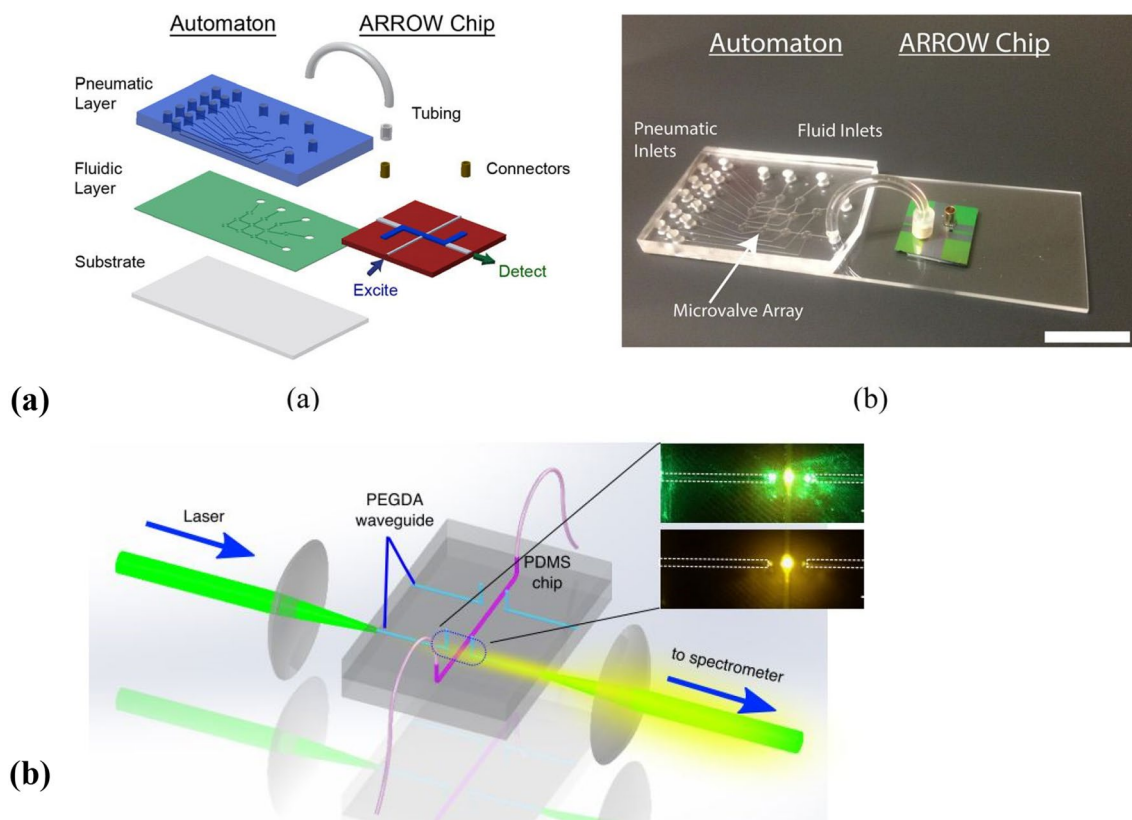 Automaton
ARROW Chip
Pneumatic
Layer
Tubing
Fluidic
Layer
Connectors
Substrate
Excite
Detect
(a)
Automaton
ARROW Chip
Pneumatic
Inlets
Fluid Inlets
Microvalve Array
(b)
(a)
Laser
PEGDA
waveguide
PDMS
chip
to spectrometer
(b)